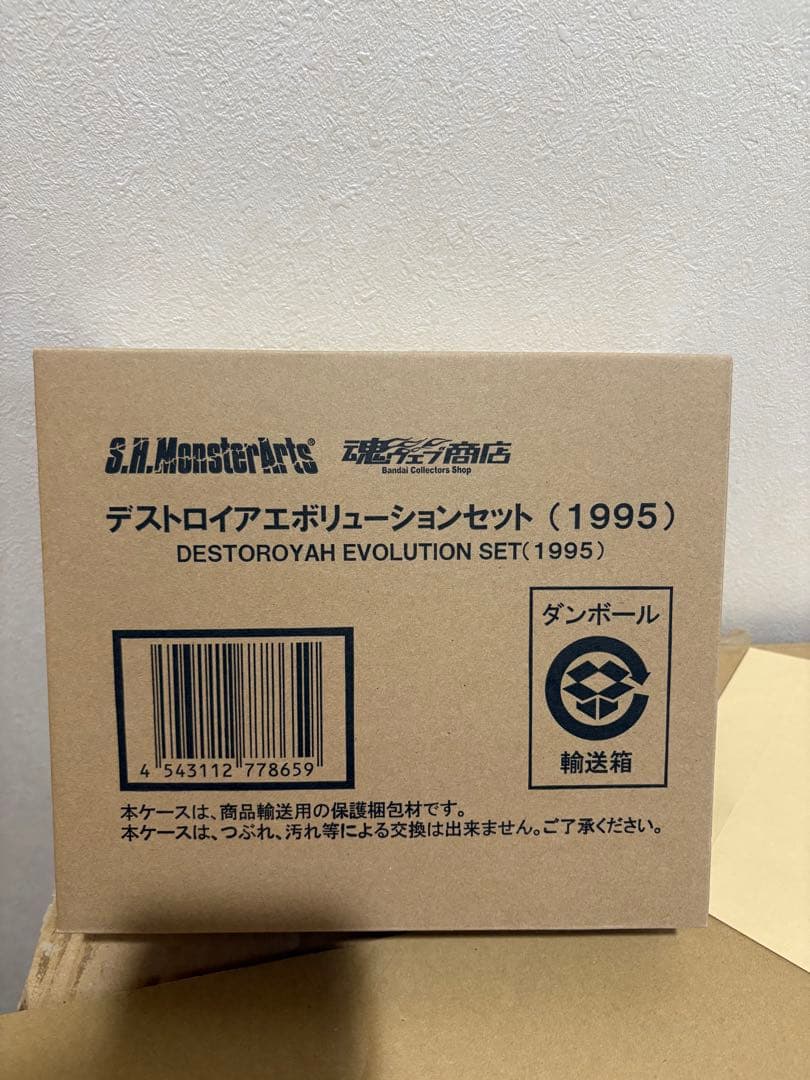 S.H.MonsterArts®
魂ウェブ商店
Bandai Collectors Shop
デストロイアエボリューションセット（1995）
DESTOROYAH EVOLUTION SET(1995)
ダンボール
輸送箱
4 543112 778659
本ケースは、商品輸送用の保護梱包材です。
本ケースは、つぶれ、汚れ等による交換は出来ません。ご了承ください。